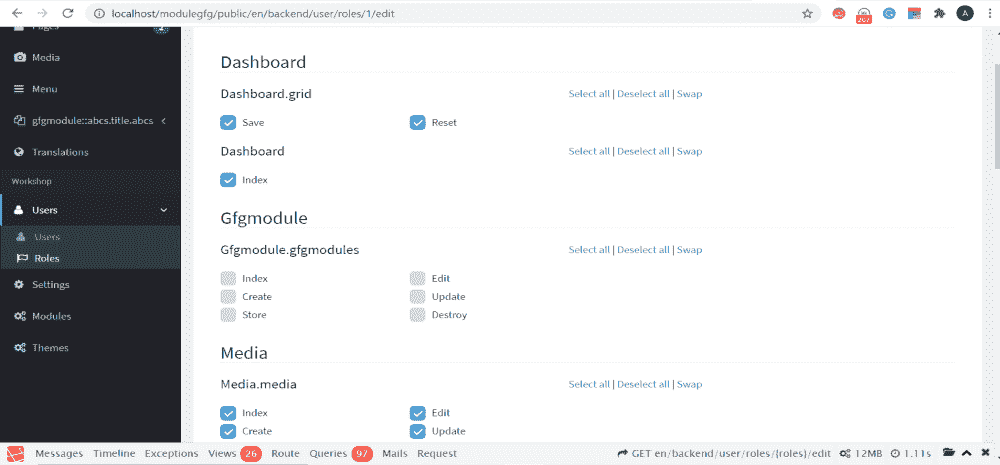 localhost/modulegfg/public/en/backend/user/roles/1/edit
207
A
Pages
Media
Menu
gfgmodule::abcs.title.abcs
Translations
Workshop
Users
Users
Roles
Settings
Modules
Themes
Dashboard
Dashboard.grid Select all | Deselect all | Swap
Save Reset
Dashboard Select all | Deselect all | Swap
Index
Gfgmodule
Gfgmodule.gfgmodules Select all | Deselect all | Swap
Index Edit
Create Update
Store Destroy
Media
Media.media Select all | Deselect all | Swap
Index Edit
Create Update
Messages Timeline Exceptions Views 26 Route Queries 97 Mails Request GET en/backend/user/roles/{roles}/edit 12MB 1.11s